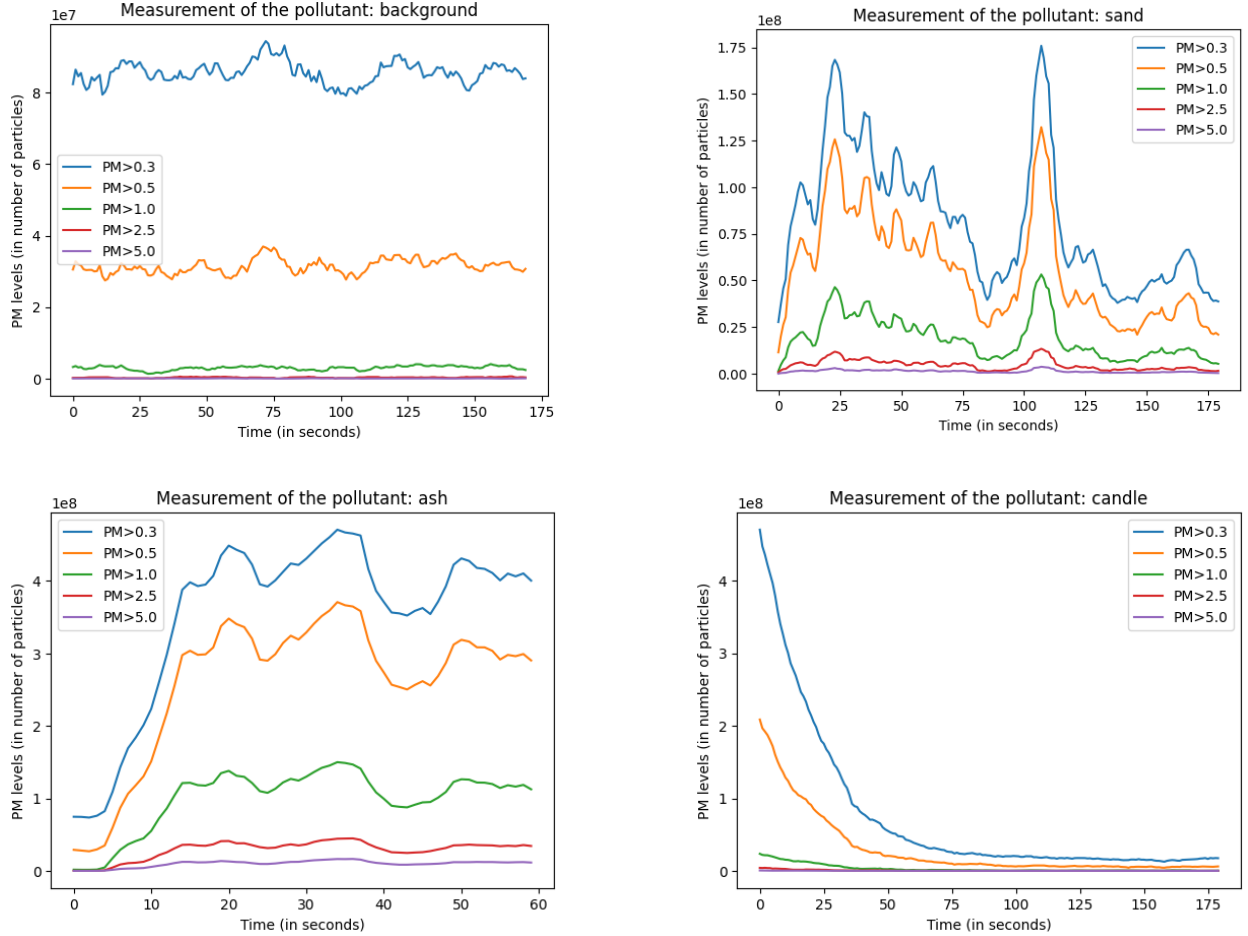 Measurement of the pollutant: background
1e7
PM levels (in number of particles)
8
6
4
2
0
PM>0.3
PM>0.5
PM>1.0
PM>2.5
PM>5.0
0 25 50 75 100 125 150 175
Time (in seconds)
Measurement of the pollutant: sand
1e8
PM levels (in number of particles)
1.75
1.50
1.25
1.00
0.75
0.50
0.25
0.00
PM>0.3
PM>0.5
PM>1.0
PM>2.5
PM>5.0
0 25 50 75 100 125 150 175
Time (in seconds)
Measurement of the pollutant: ash
1e8
PM levels (in number of particles)
4
3
2
1
0
PM>0.3
PM>0.5
PM>1.0
PM>2.5
PM>5.0
0 10 20 30 40 50 60
Time (in seconds)
Measurement of the pollutant: candle
1e8
PM levels (in number of particles)
4
3
2
1
0
PM>0.3
PM>0.5
PM>1.0
PM>2.5
PM>5.0
0 25 50 75 100 125 150 175
Time (in seconds)